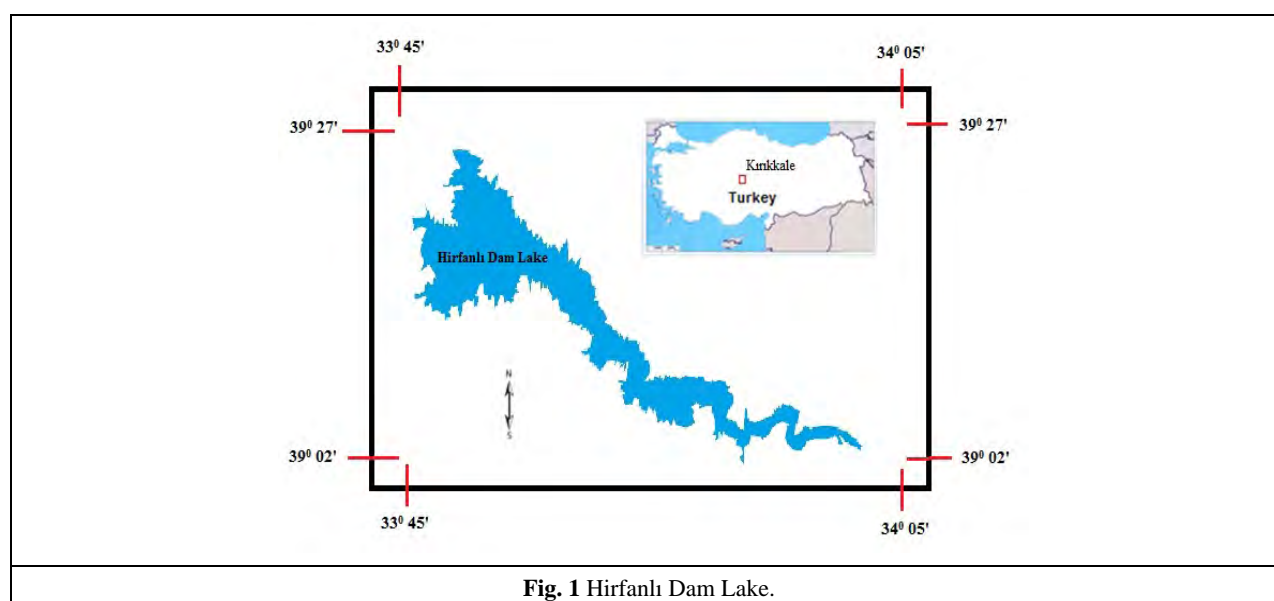 33⁰ 45'
34⁰ 05'
39⁰ 27'
39⁰ 27'
Kırıkkale
Turkey
Hirfanlı Dam Lake
N
S
39⁰ 02'
39⁰ 02'
33⁰ 45'
34⁰ 05'
Fig. 1 Hirfanlı Dam Lake.